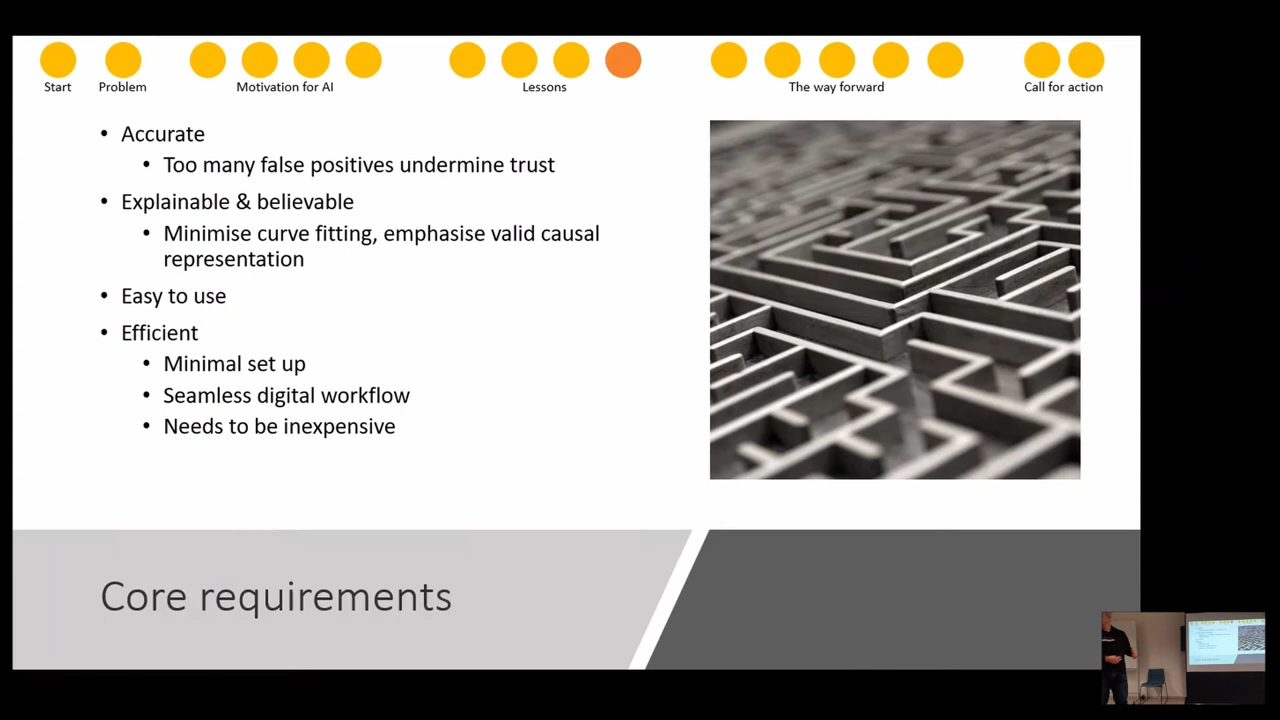 Start
Problem
Motivation for AI
Lessons
The way forward
Call for action
• Accurate
• Too many false positives undermine trust
• Explainable & believable
• Minimise curve fitting, emphasise valid causal
representation
• Easy to use
• Efficient
• Minimal set up
• Seamless digital workflow
• Needs to be inexpensive
Core requirements